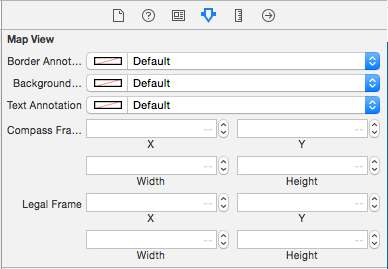 Map View
Border Annot... Default
Background... Default
Text Annotation Default
Compass Fra... -- --
X Y
-- --
Width Height
Legal Frame -- --
X Y
-- --
Width Height